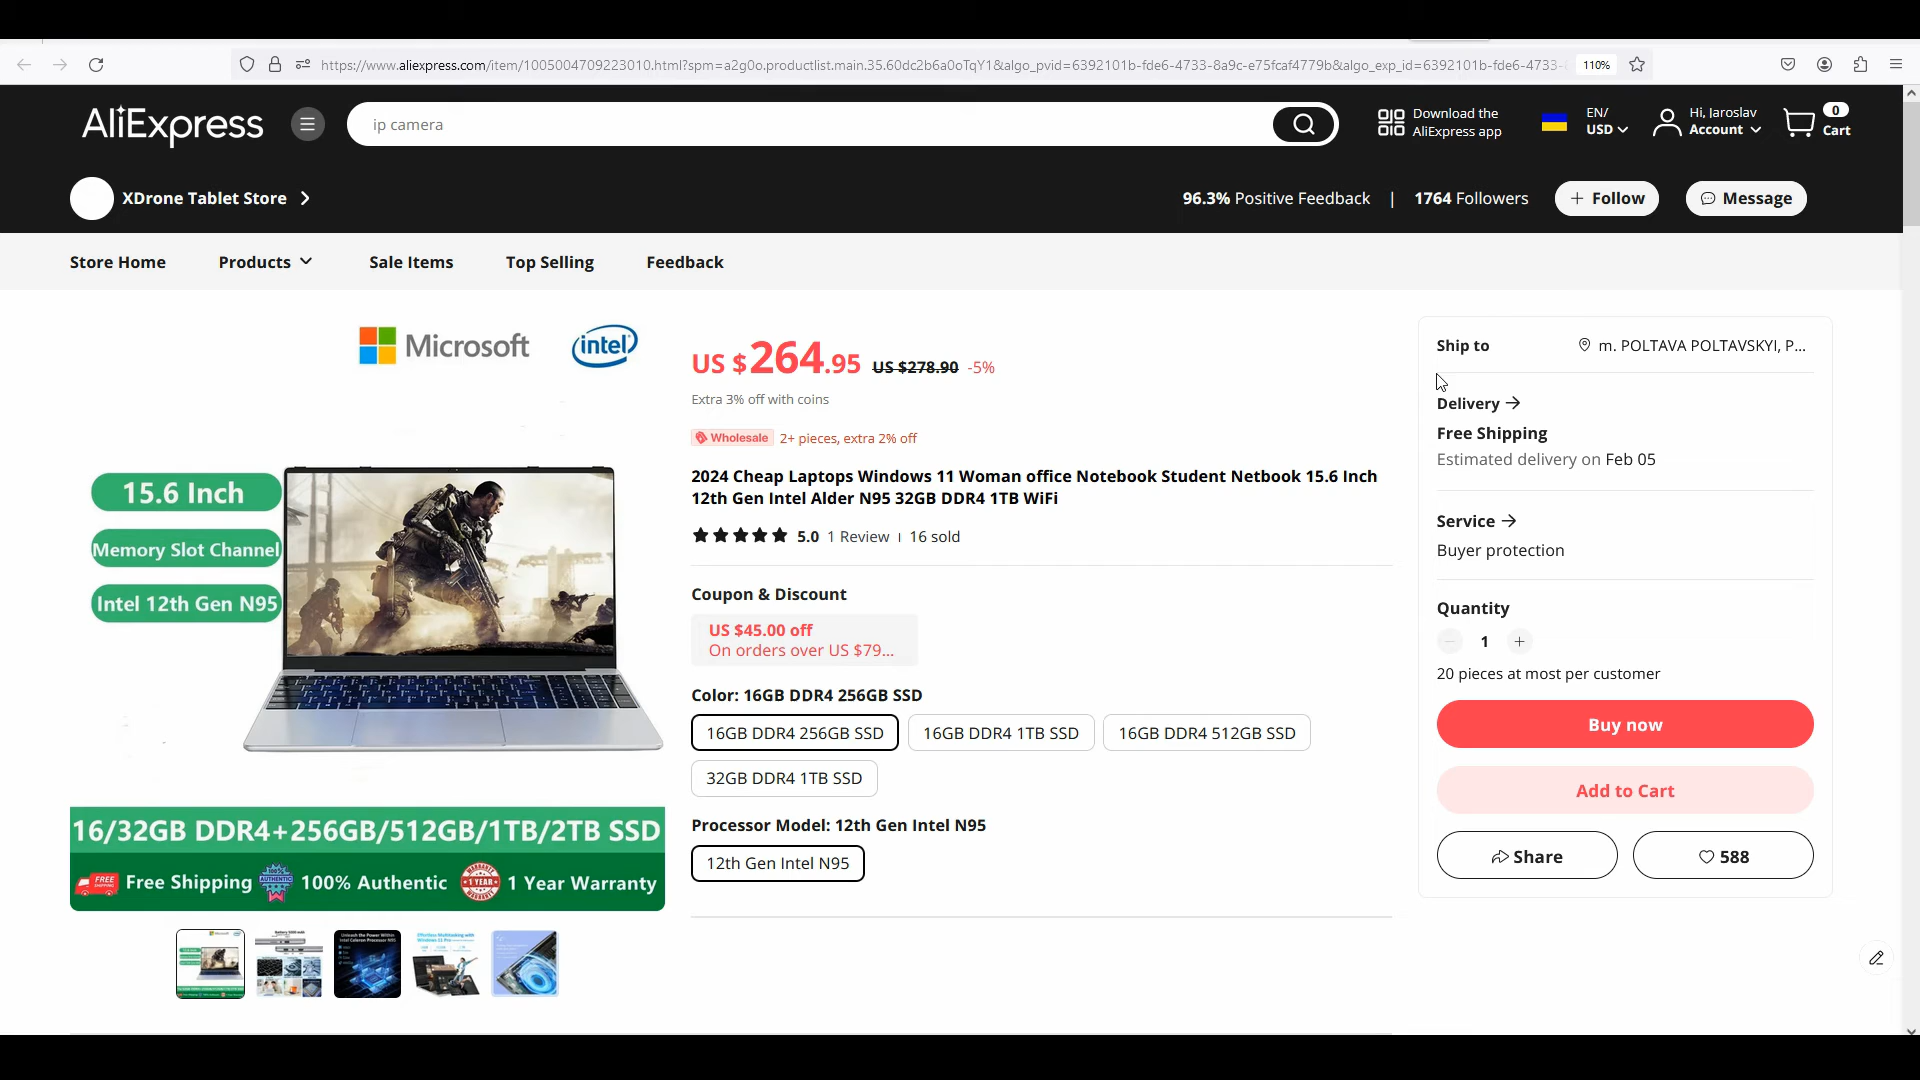 https://www.aliexpress.com/item/1005004709223010.html?spm=a2g0o.productlist.main.35.60dc2b6a0oTqY1&algo_pvid=6392101b-fde6-4733-8a9c-e75fcaf4779b&algo_exp_id=6392101b-fde6-4733-
110%
AliExpress
ip camera
Download the
AliExpress app
EN/
USD
Hi, Jaroslav
Account
0
Cart
XDrone Tablet Store
96.3% Positive Feedback | 1764 Followers
+ Follow
Message
Store Home
Products
Sale Items
Top Selling
Feedback
Microsoft
intel
15.6 Inch
Memory Slot Channel
Intel 12th Gen N95
16/32GB DDR4+256GB/512GB/1TB/2TB SSD
FREE
Free Shipping
100%
AUTHENTIC
100% Authentic
1 YEAR
1 Year Warranty
US $264.95 US $278.90 -5%
Extra 3% off with coins
Wholesale 2+ pieces, extra 2% off
2024 Cheap Laptops Windows 11 Woman office Notebook Student Netbook 15.6 Inch
12th Gen Intel Alder N95 32GB DDR4 1TB WiFi
5.0 1 Review 16 sold
Coupon & Discount
US $45.00 off
On orders over US $79...
Color: 16GB DDR4 256GB SSD
16GB DDR4 256GB SSD
16GB DDR4 1TB SSD
16GB DDR4 512GB SSD
32GB DDR4 1TB SSD
Processor Model: 12th Gen Intel N95
12th Gen Intel N95
Ship to
m. POLTAVA POLTAVSKYI, P...
Delivery
Free Shipping
Estimated delivery on Feb 05
Service
Buyer protection
Quantity
1
20 pieces at most per customer
Buy now
Add to Cart
Share
588